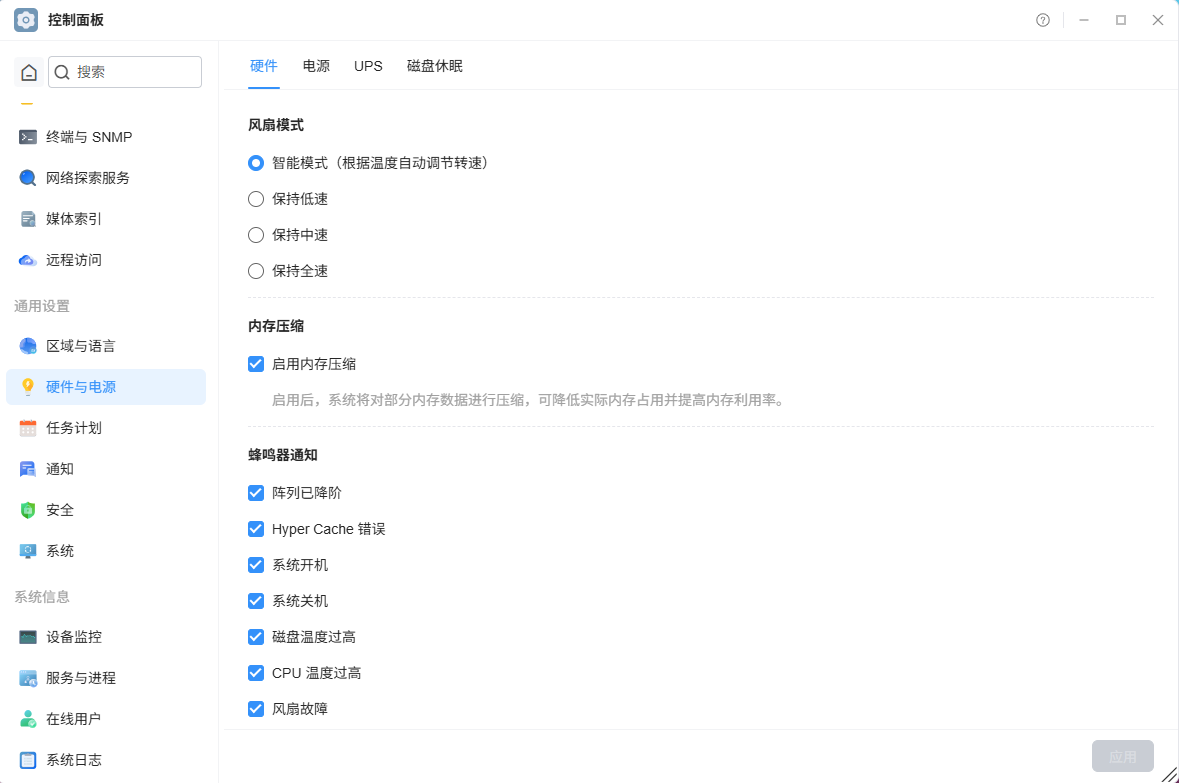 控制面板
搜索
终端与 SNMP
网络探索服务
媒体索引
远程访问
通用设置
区域与语言
硬件与电源
任务计划
通知
安全
系统
系统信息
设备监控
服务与进程
在线用户
系统日志
硬件 电源 UPS 磁盘休眠
风扇模式
智能模式（根据温度自动调节转速）
保持低速
保持中速
保持全速
内存压缩
启用内存压缩
启用后，系统将对部分内存数据进行压缩，可降低实际内存占用并提高内存利用率。
蜂鸣器通知
阵列已降阶
Hyper Cache 错误
系统开机
系统关机
磁盘温度过高
CPU 温度过高
风扇故障
应用